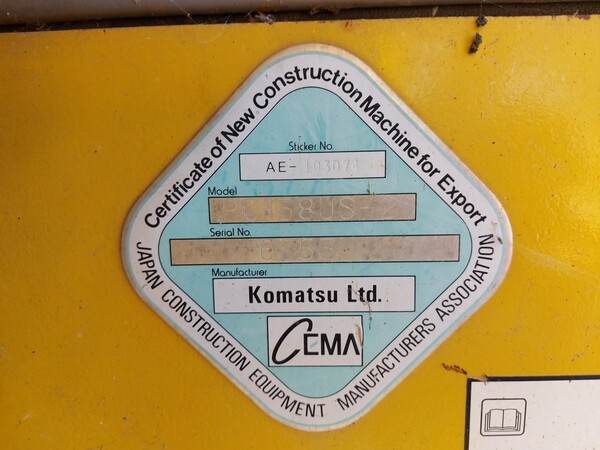 Certificate of New Construction Machine for Export
Sticker No.
AE-
Model
Serial No.
Manufacturer
Komatsu Ltd.
CEMA
JAPAN CONSTRUCTION EQUIPMENT MANUFACTURERS ASSOCIATION